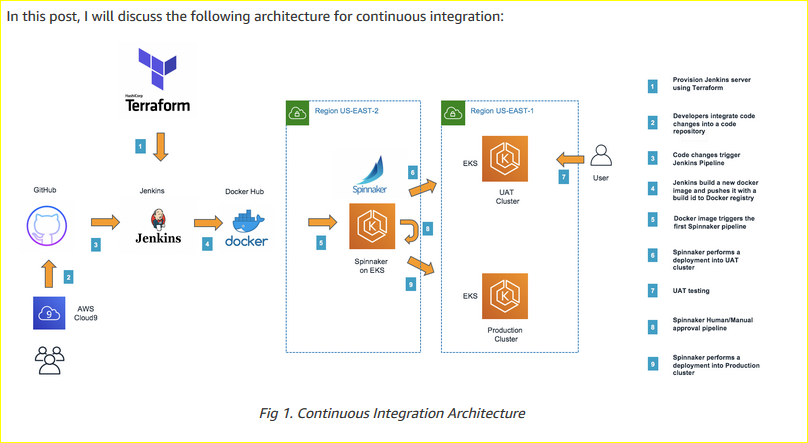 In this post, I will discuss the following architecture for continuous integration:
HashiCorp
Terraform
1
GitHub
3
Jenkins
Jenkins
4
Docker Hub
docker
5
2
AWS
Cloud9
9
Region US-EAST-2
Spinnaker
6
8
Spinnaker
on EKS
9
Region US-EAST-1
EKS
UAT
Cluster
7
User
EKS
Production
Cluster
1 Provision Jenkins server
using Terraform
2 Developers integrate code
changes into a code
repository
3 Code changes trigger
Jenkins Pipeline
4 Jenkins build a new docker
image and pushes it with a
build id to Docker registry
5 Docker image triggers the
first Spinnaker pipeline
6 Spinnaker performs a
deployment into UAT
cluster
7 UAT testing
8 Spinnaker Human/Manual
approval pipeline
9 Spinnaker performs a
deployment into Production
cluster
Fig 1. Continuous Integration Architecture